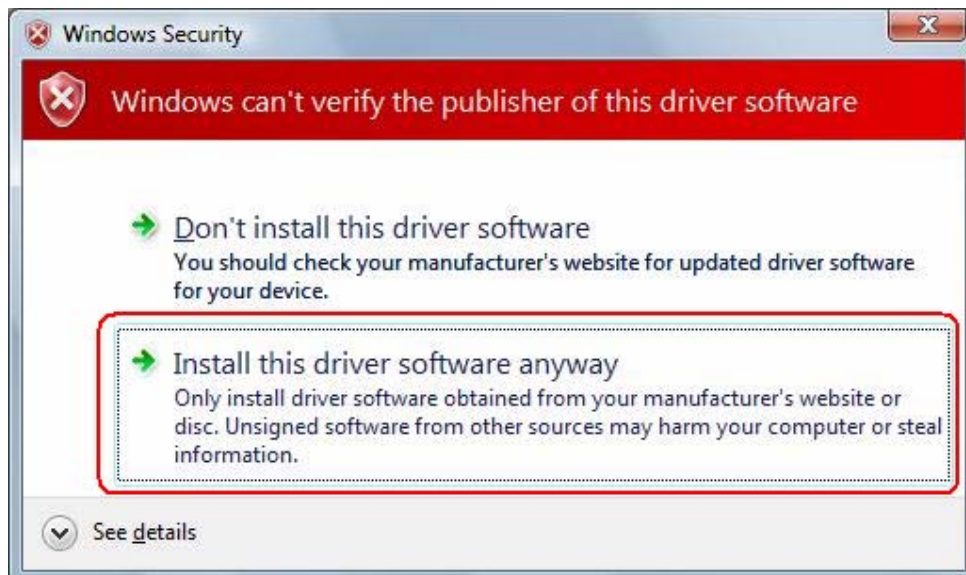 Windows Security
Windows can't verify the publisher of this driver software
Don't install this driver software
You should check your manufacturer's website for updated driver software
for your device.
Install this driver software anyway
Only install driver software obtained from your manufacturer's website or
disc. Unsigned software from other sources may harm your computer or steal
information.
See details